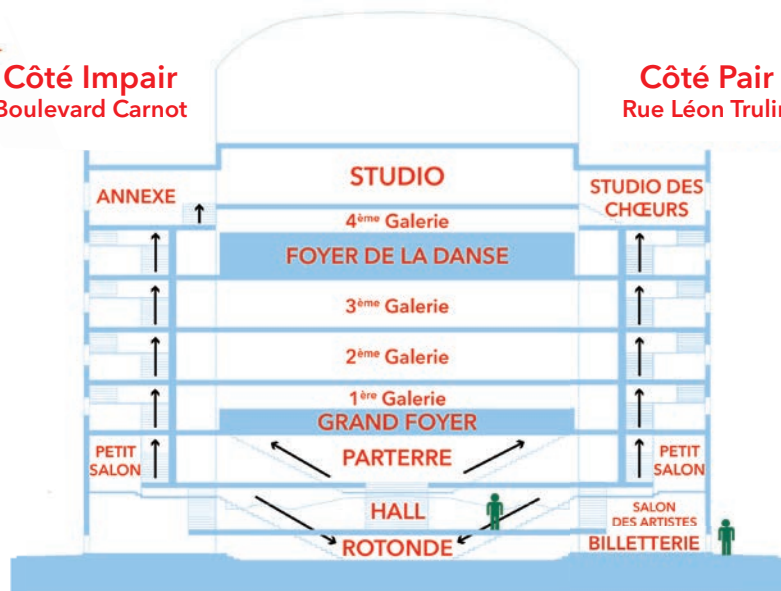 Côté Impair
Boulevard Carnot
Côté Pair
Rue Léon Trulin
STUDIO
ANNEXE
STUDIO DES
CHŒURS
4ème Galerie
FOYER DE LA DANSE
3ème Galerie
2ème Galerie
1ère Galerie
GRAND FOYER
PETIT
SALON
PARTERRE
PETIT
SALON
HALL
SALON
DES ARTISTES
ROTONDE
BILLETTERIE